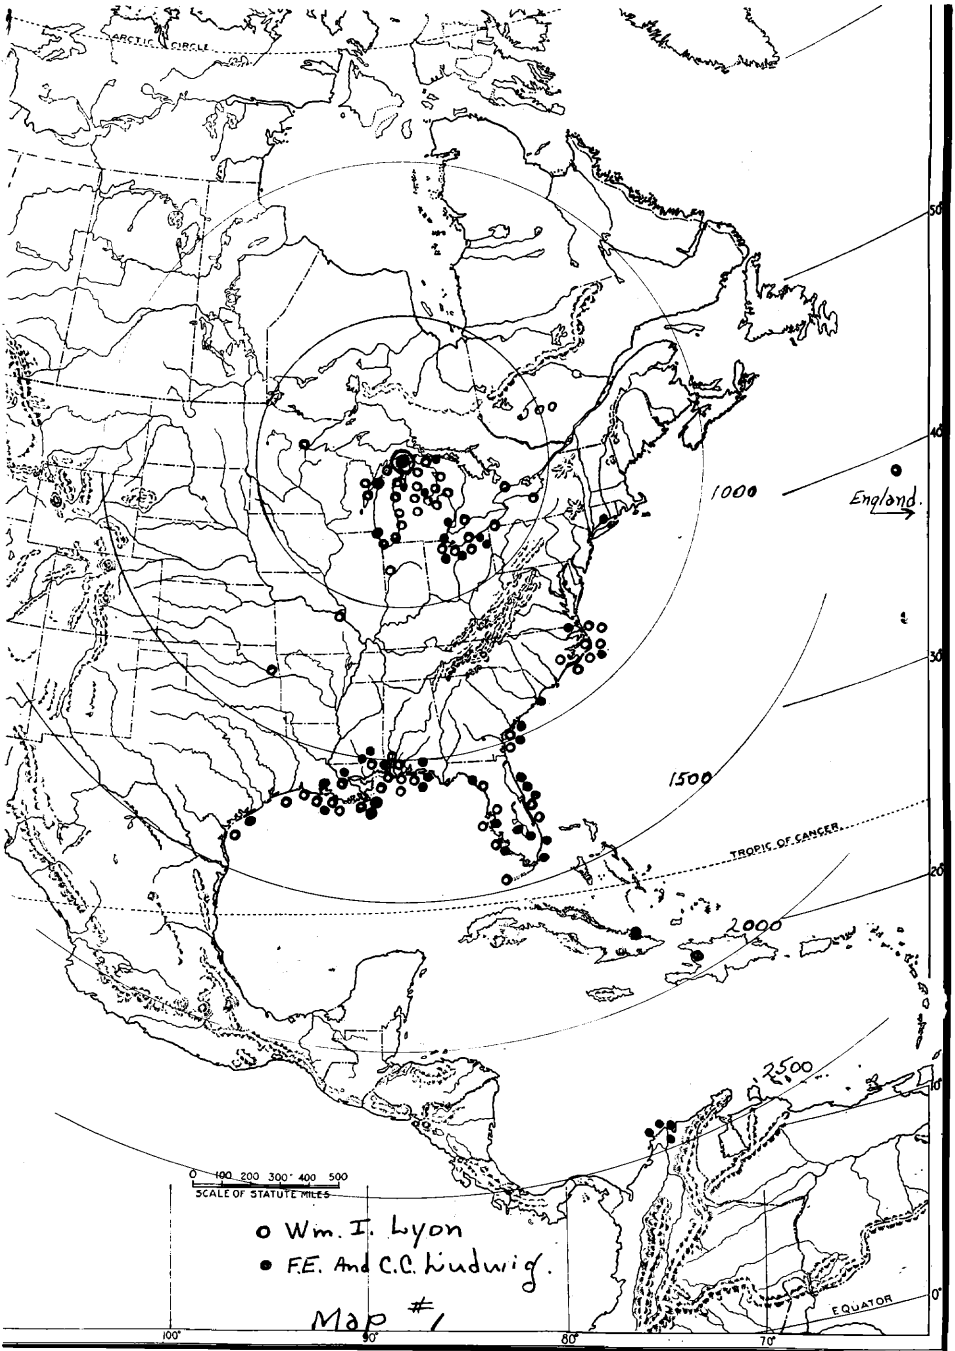 ARCTIC CIRCLE
50°
40°
1000
England.
30°
1500
TROPIC OF CANCER
20°
2000
2500
10°
0 100 200 300 400 500
SCALE OF STATUTE MILES
o Wm. I. Lyon
• F.E. And C.C. Ludwig.
0°
EQUATOR
Map #1
100° 90° 80° 70°